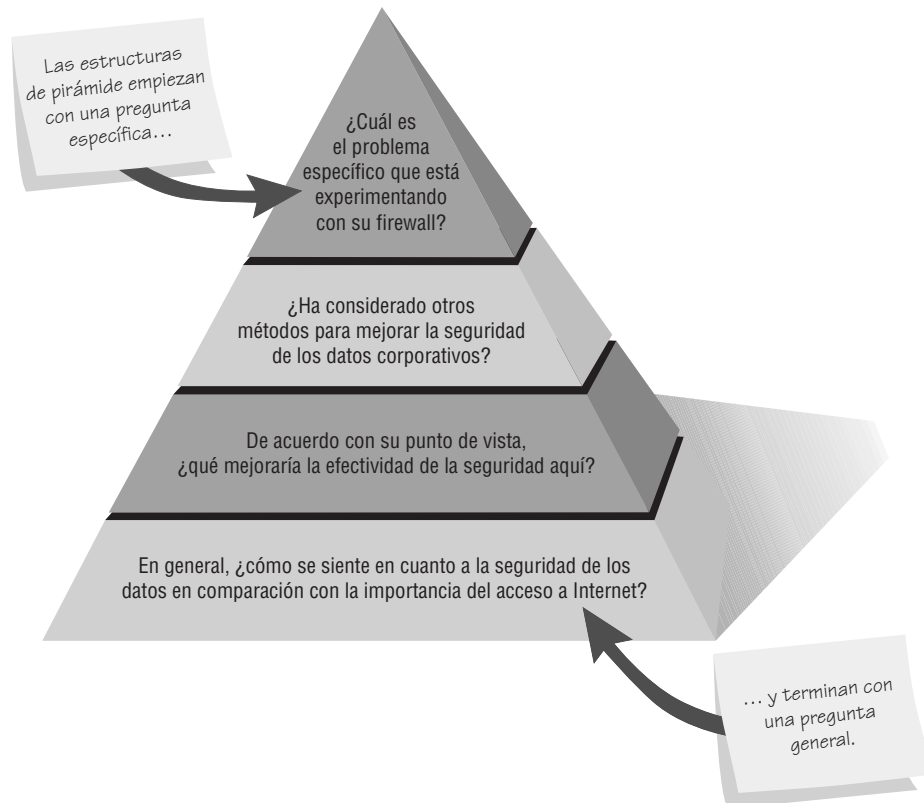 Las estructuras
de pirámide empiezan
con una pregunta
específica…
¿Cuál es
el problema
específico que está
experimentando
con su firewall?
¿Ha considerado otros
métodos para mejorar la seguridad
de los datos corporativos?
De acuerdo con su punto de vista,
¿qué mejoraría la efectividad de la seguridad aquí?
En general, ¿cómo se siente en cuanto a la seguridad de los
datos en comparación con la importancia del acceso a Internet?
… y terminan con
una pregunta
general.